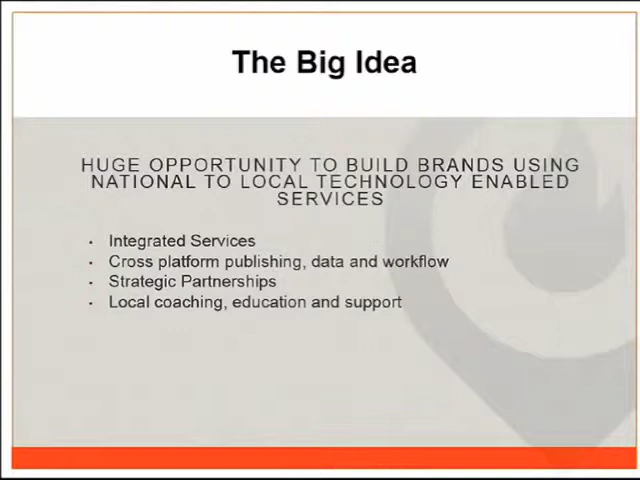 The Big Idea
HUGE OPPORTUNITY TO BUILD BRANDS USING
NATIONAL TO LOCAL TECHNOLOGY ENABLED
SERVICES
• Integrated Services
• Cross platform publishing, data and workflow
• Strategic Partnerships
• Local coaching, education and support